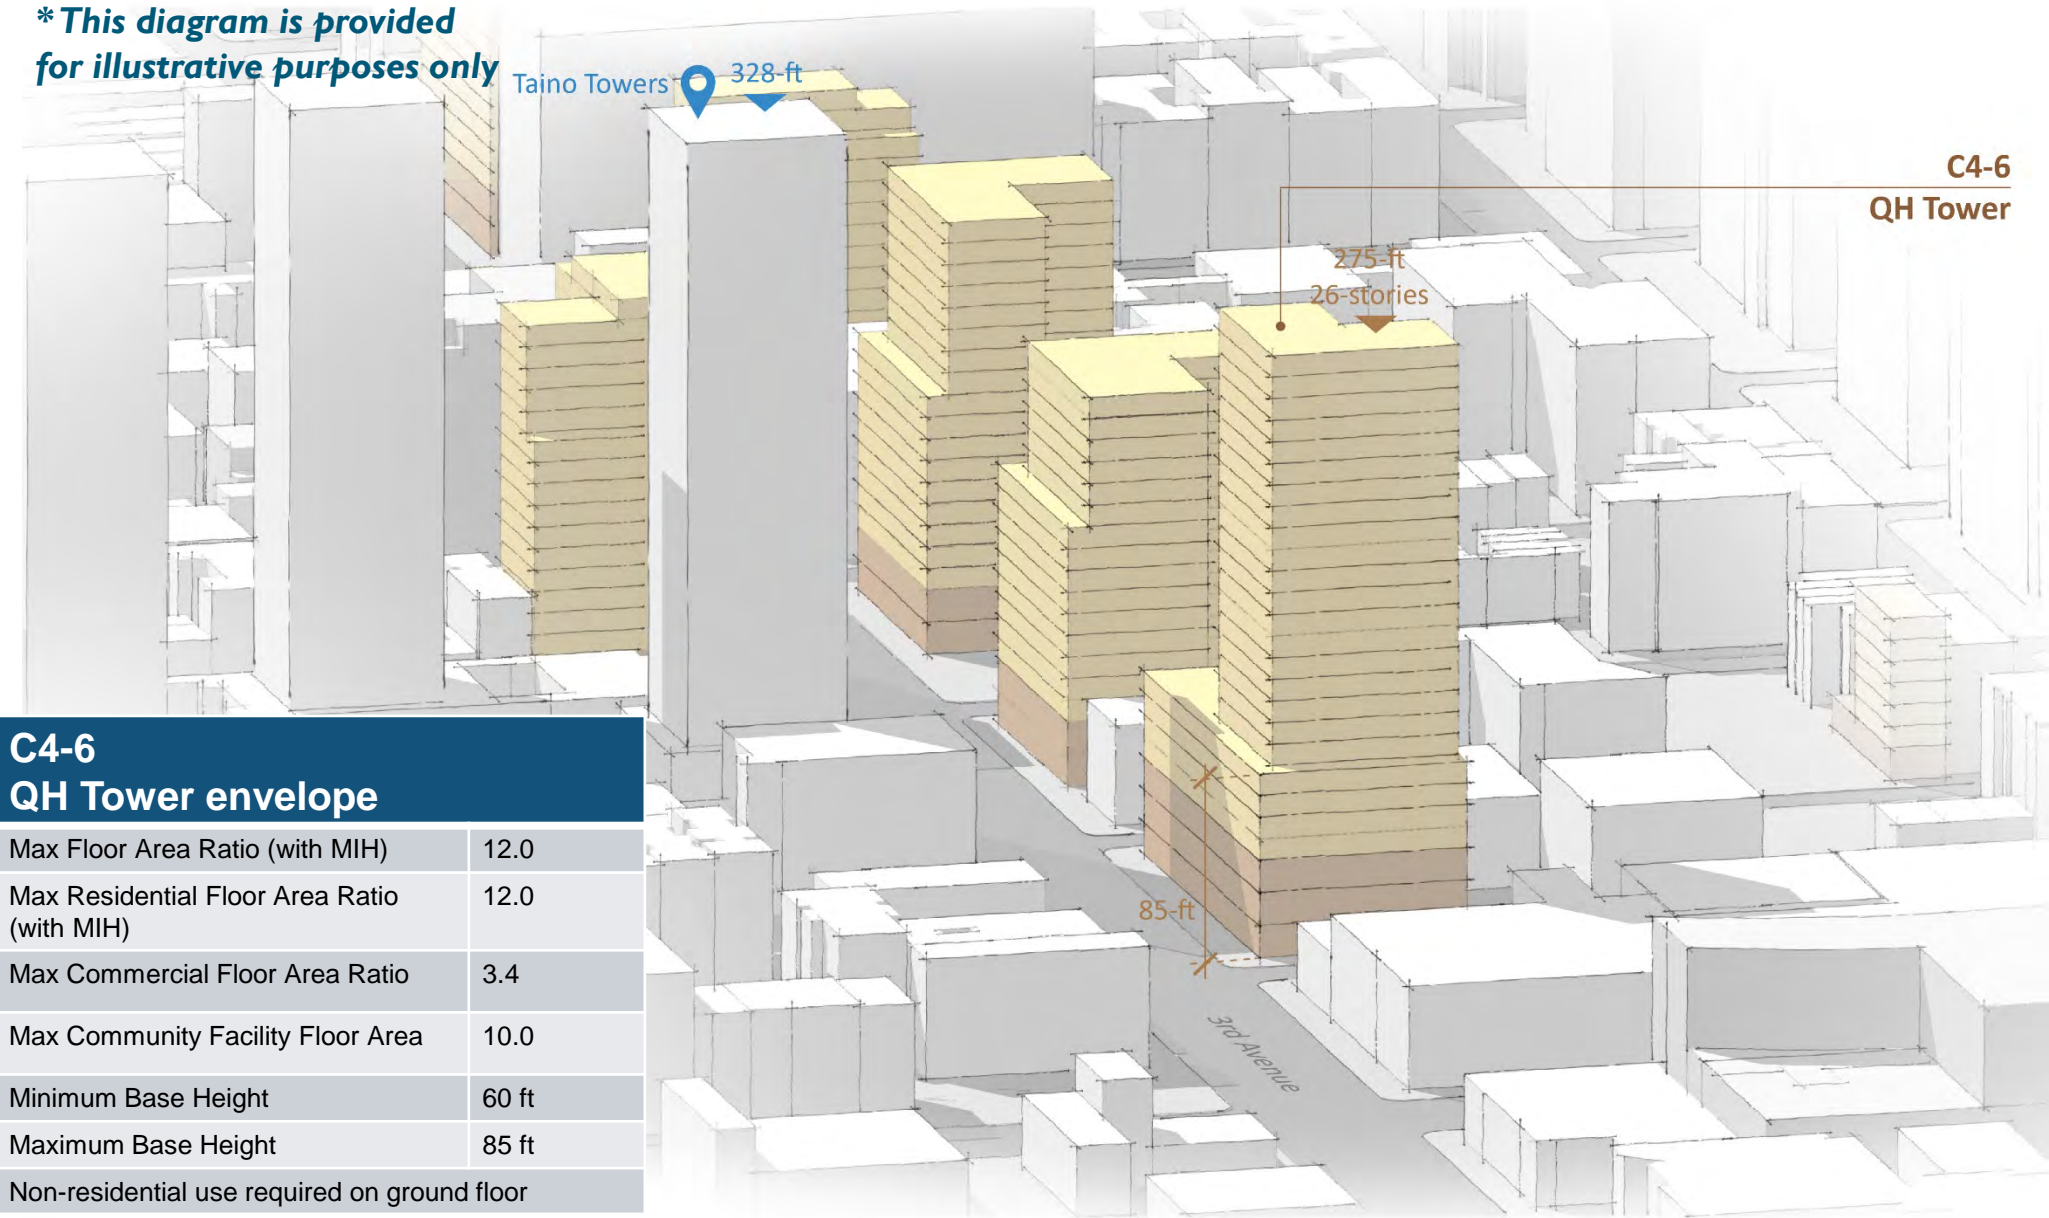 * This diagram is provided
for illustrative purposes only
Taino Towers
328-ft
C4-6
QH Tower
275-ft
26-stories
85-ft
3rd Avenue
C4-6
QH Tower envelope
Max Floor Area Ratio (with MIH) 12.0
Max Residential Floor Area Ratio 12.0
(with MIH)
Max Commercial Floor Area Ratio 3.4
Max Community Facility Floor Area 10.0
Minimum Base Height 60 ft
Maximum Base Height 85 ft
Non-residential use required on ground floor